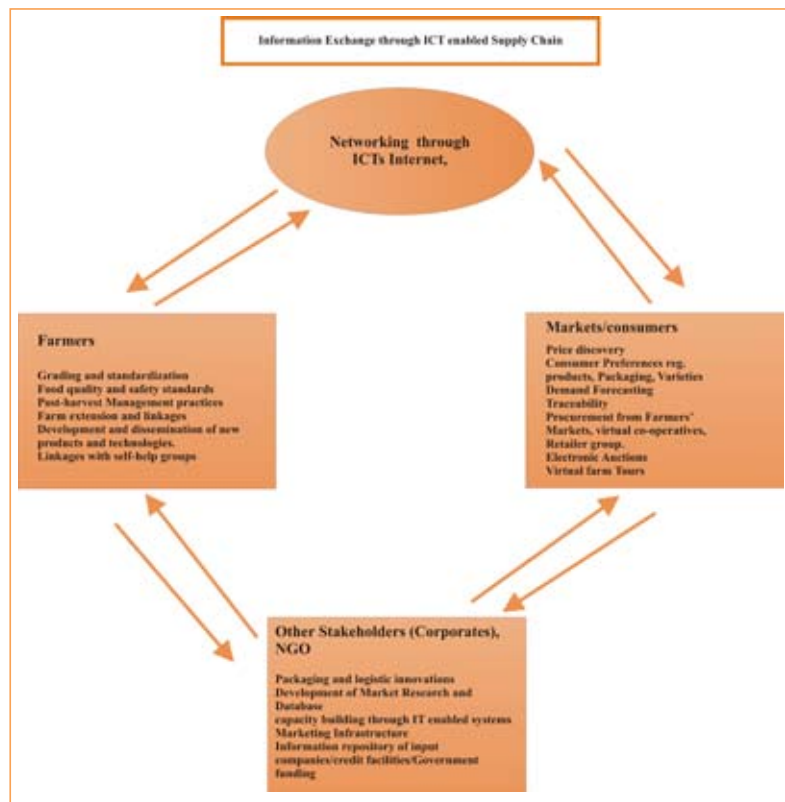 Information Exchange through ICT enabled Supply Chain
Networking through
ICTs Internet,
Farmers
Grading and standardization
Food quality and safety standards
Post-harvest Management practices
Farm extension and linkages
Development and dissemination of new
products and technologies.
Linkages with self-help groups
Markets/consumers
Price discovery
Consumer Preferences reg.
products, Packaging, Varieties
Demand Forecasting
Traceability
Procurement from Farmers'
Markets, virtual co-operatives,
Retailer group.
Electronic Auctions
Virtual farm Tours
Other Stakeholders (Corporates),
NGO
Packaging and logistic innovations
Development of Market Research and
Database
capacity building through IT enabled systems
Marketing Infrastructure
Information repository of input
companies/credit facilities/Government
funding